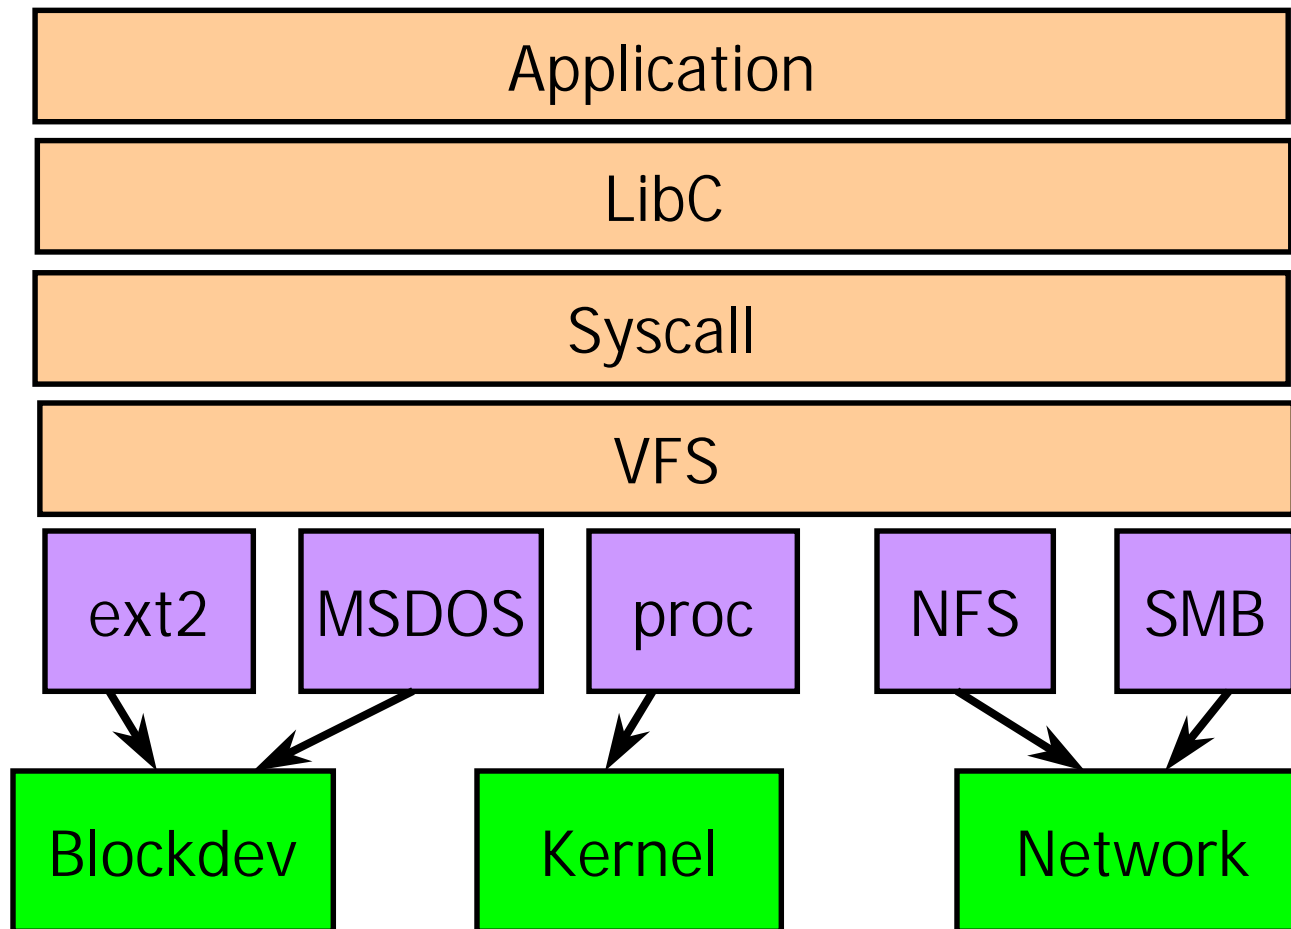 Application
LibC
Syscall
VFS
ext2 MSDOS proc NFS SMB
Blockdev Kernel Network